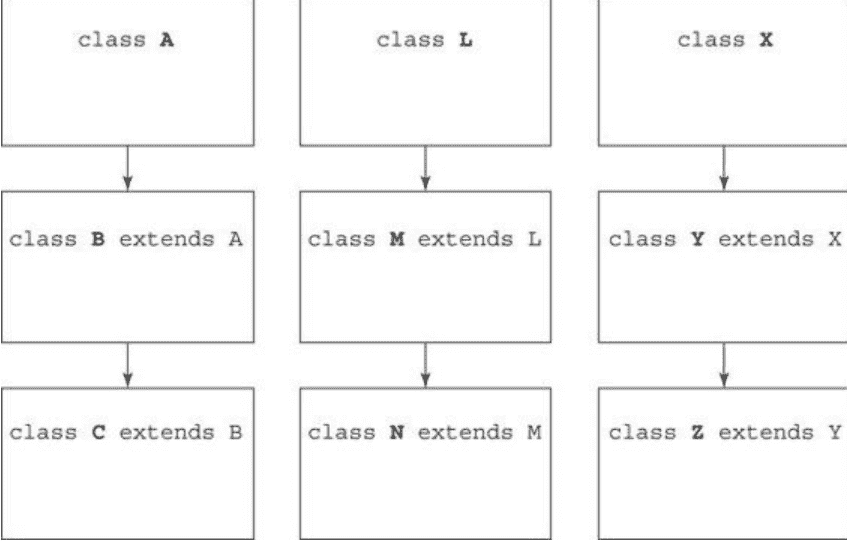 class A
class L
class X
class B extends A
class M extends L
class Y extends X
class C extends B
class N extends M
class Z extends Y